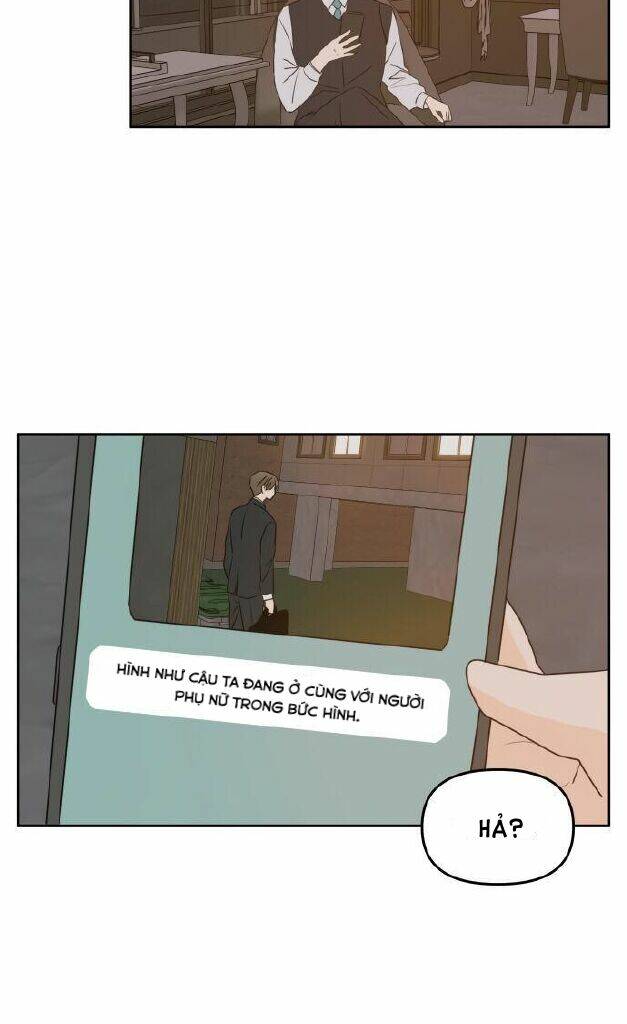 HÌNH NHƯ CẬU TA ĐANG Ở CÙNG VỚI NGƯỜI
PHỤ NỮ TRONG BỨC HÌNH.
HẢ?